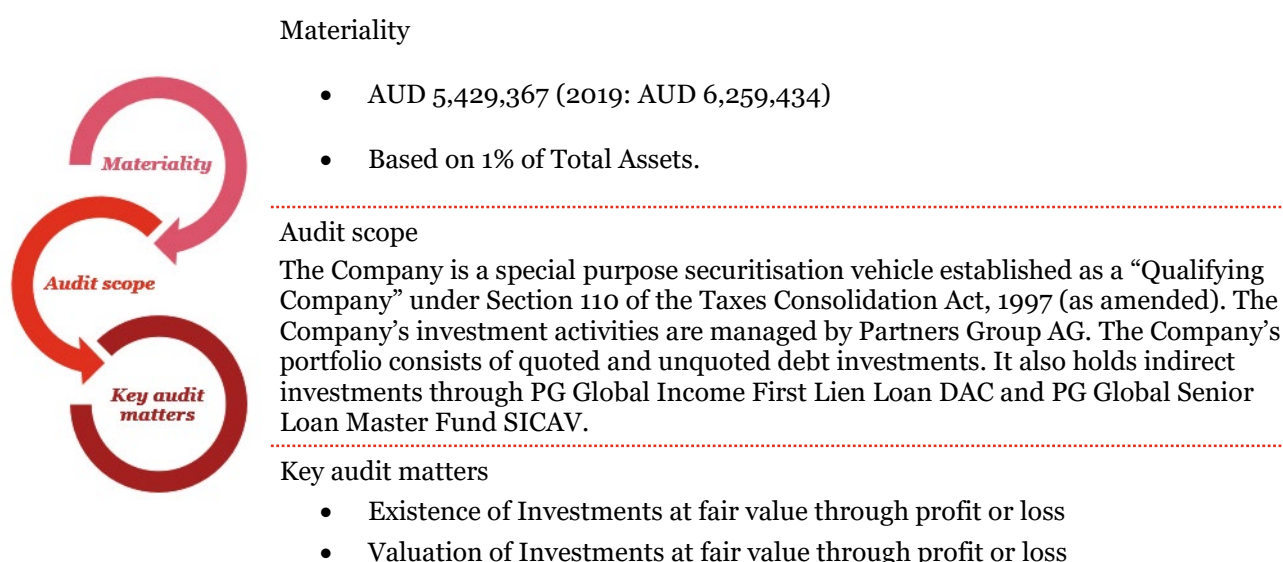 Materiality
• AUD 5,429,367 (2019: AUD 6,259,434)
• Based on 1% of Total Assets.
Materiality
Audit scope
The Company is a special purpose securitisation vehicle established as a “Qualifying
Company” under Section 110 of the Taxes Consolidation Act, 1997 (as amended). The
Company’s investment activities are managed by Partners Group AG. The Company’s
portfolio consists of quoted and unquoted debt investments. It also holds indirect
investments through PG Global Income First Lien Loan DAC and PG Global Senior
Loan Master Fund SICAV.
Audit scope
Key audit
matters
Key audit matters
• Existence of Investments at fair value through profit or loss
• Valuation of Investments at fair value through profit or loss